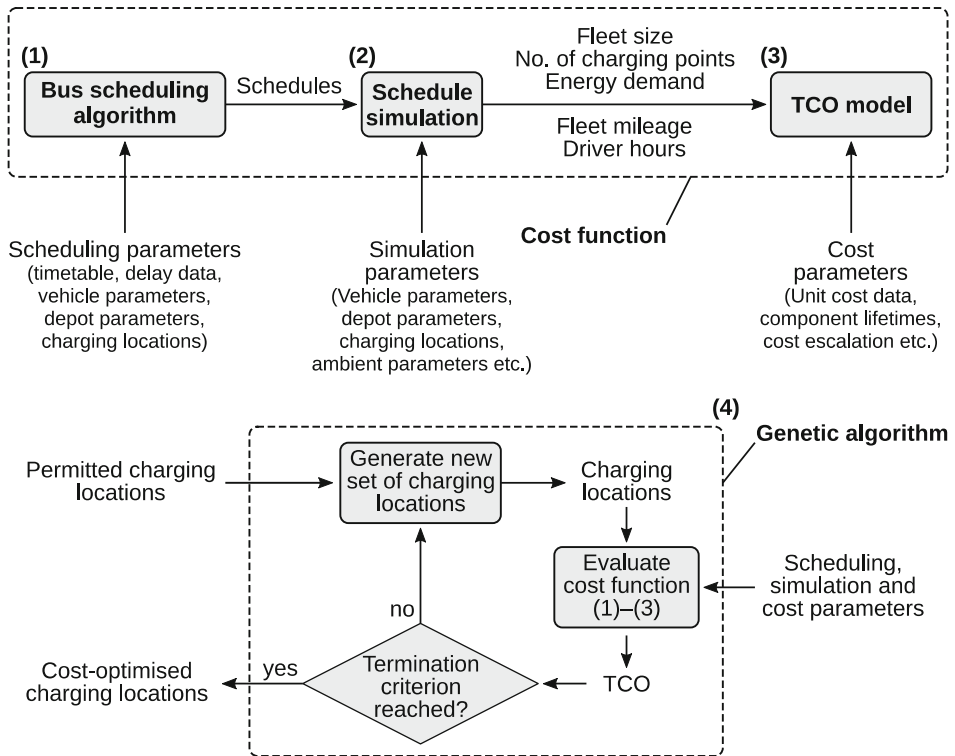 (1)
Bus scheduling
algorithm
Schedules
(2)
Schedule
simulation
Fleet size
No. of charging points
Energy demand
Fleet mileage
Driver hours
(3)
TCO model
Cost function
Scheduling parameters
(timetable, delay data,
vehicle parameters,
depot parameters,
charging locations)
Simulation
parameters
(Vehicle parameters,
depot parameters,
charging locations,
ambient parameters etc.)
Cost
parameters
(Unit cost data,
component lifetimes,
cost escalation etc.)
(4)
Genetic algorithm
Permitted charging
locations
Generate new
set of charging
locations
Charging
locations
Evaluate
cost function
(1)–(3)
Scheduling,
simulation and
cost parameters
TCO
Termination
criterion
reached?
no
yes
Cost-optimised
charging locations